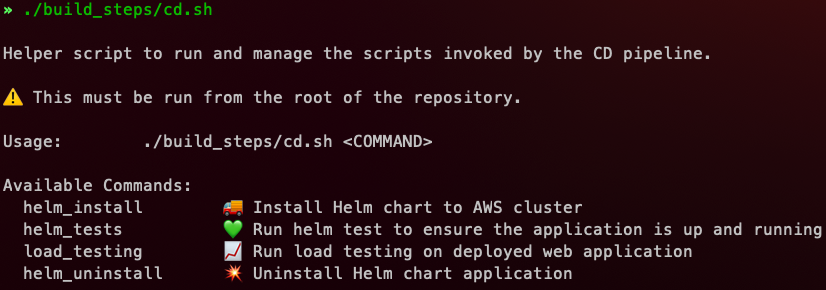 » ./build_steps/cd.sh
Helper script to run and manage the scripts invoked by the CD pipeline.
⚠️ This must be run from the root of the repository.
Usage:        ./build_steps/cd.sh <COMMAND>
Available Commands:
  helm_install        🚚 Install Helm chart to AWS cluster
  helm_tests          💚 Run helm test to ensure the application is up and running
  load_testing        📈 Run load testing on deployed web application
  helm_uninstall      💥 Uninstall Helm chart application